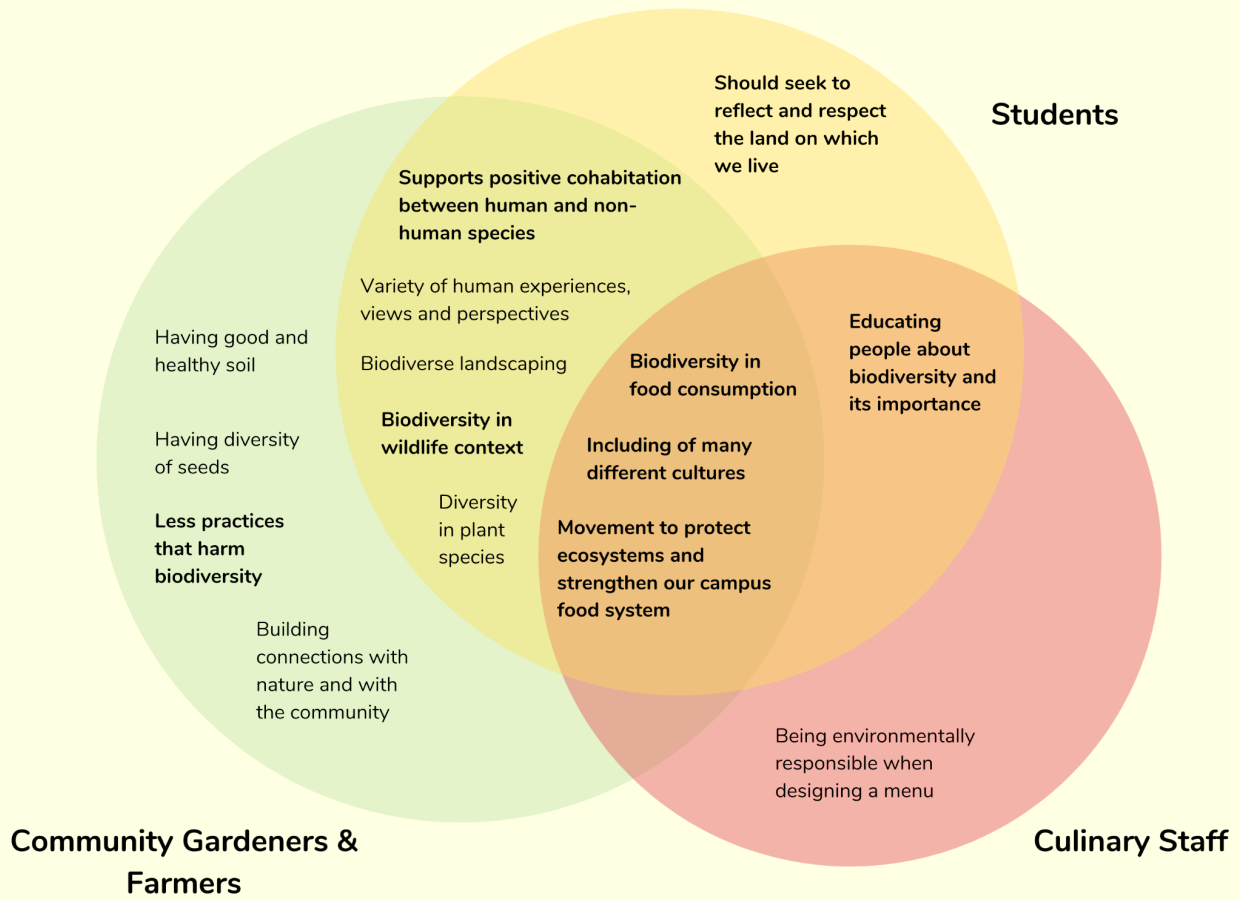 Should seek to
reflect and respect
the land on which
we live
Students
Supports positive cohabitation
between human and non-
human species
Variety of human experiences,
views and perspectives
Biodiverse landscaping
Biodiversity in
wildlife context
Diversity
in plant
species
Having good and
healthy soil
Having diversity
of seeds
Less practices
that harm
biodiversity
Building
connections with
nature and with
the community
Biodiversity in
food consumption
Including of many
different cultures
Movement to protect
ecosystems and
strengthen our campus
food system
Educating
people about
biodiversity and
its importance
Being environmentally
responsible when
designing a menu
Community Gardeners &
Farmers
Culinary Staff